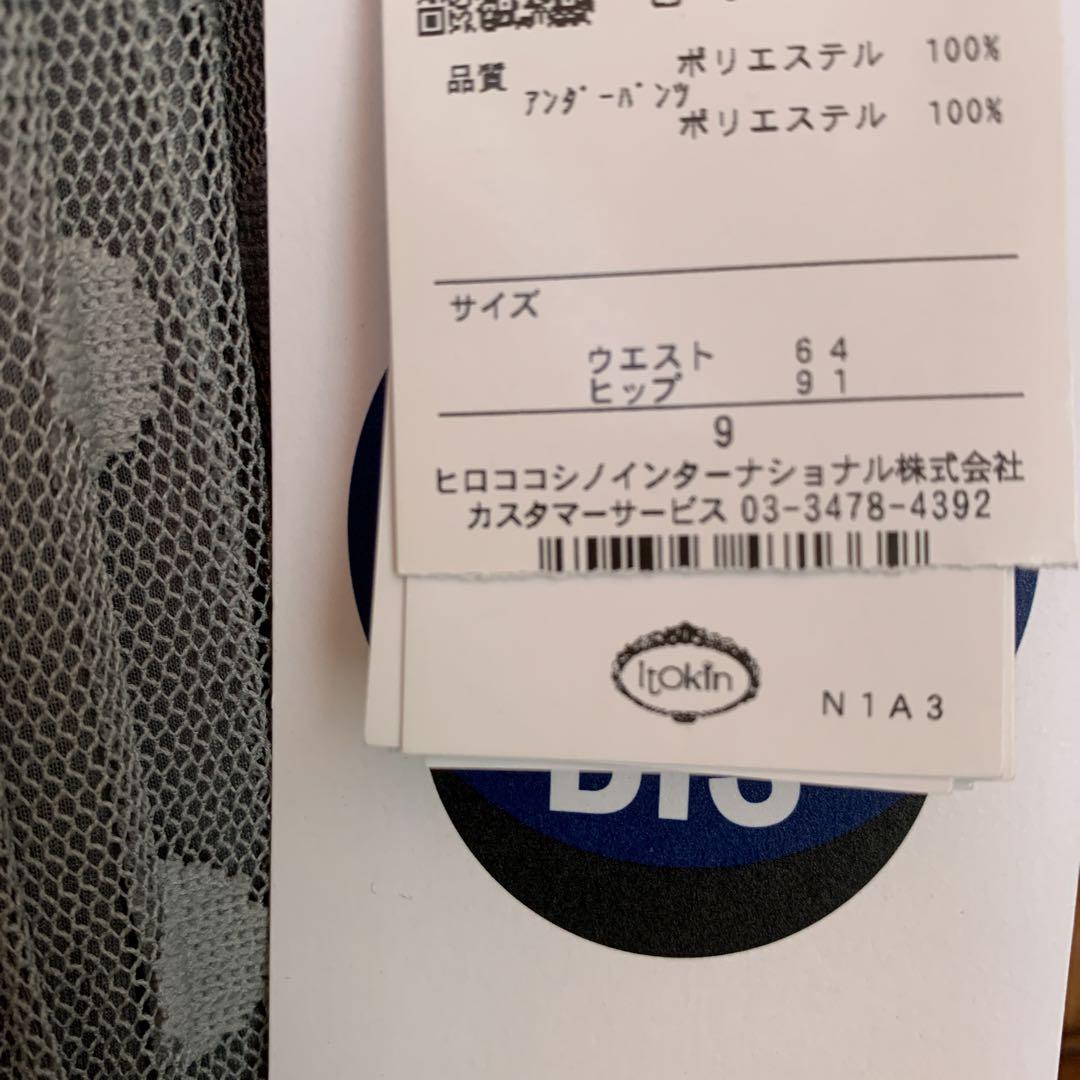 品質 ポリエステル 100%
アンダーパンツ
ポリエステル 100%
サイズ
ウエスト 64
ヒップ 91
9
ヒロココシノインターナショナル株式会社
カスタマーサービス 03-3478-4392
Itokin
N1A3